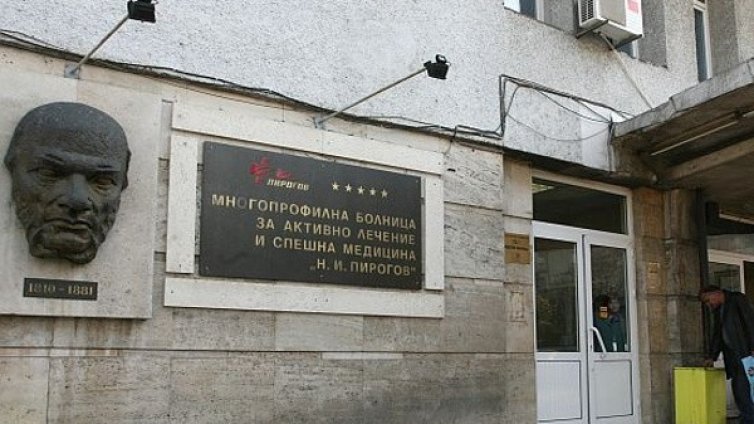 ПИРОГОВ
МНОГОПРОФИЛНА БОЛНИЦА
ЗА АКТИВНО ЛЕЧЕНИЕ
И СПЕШНА МЕДИЦИНА
„Н. И. ПИРОГОВ"
1810-1881